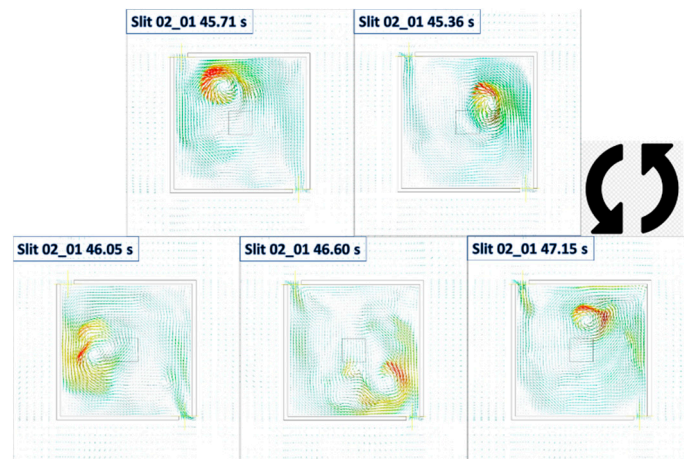 Slit 02_01 45.71 s
Slit 02_01 45.36 s
Slit 02_01 46.05 s
Slit 02_01 46.60 s
Slit 02_01 47.15 s